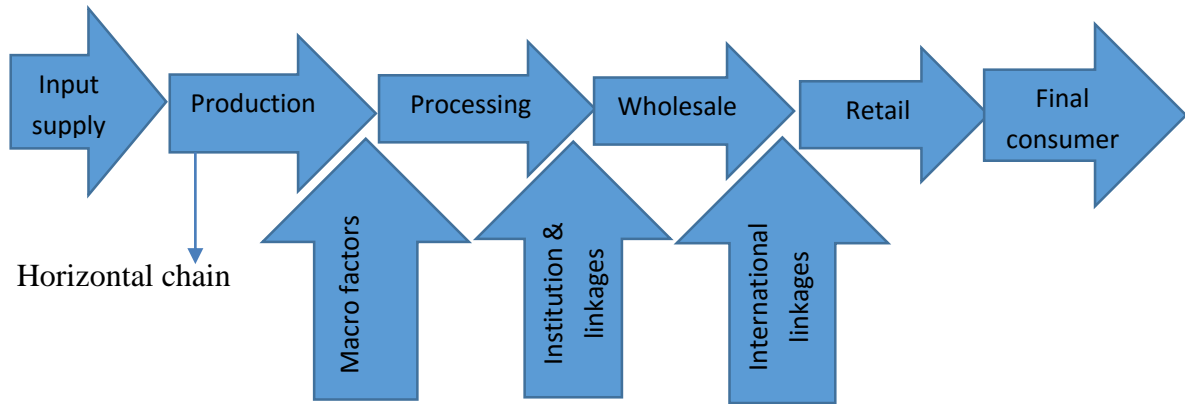 Input
supply
Production
Processing
Wholesale
Retail
Final
consumer
Horizontal chain
Macro factors
Institution &
linkages
International
linkages